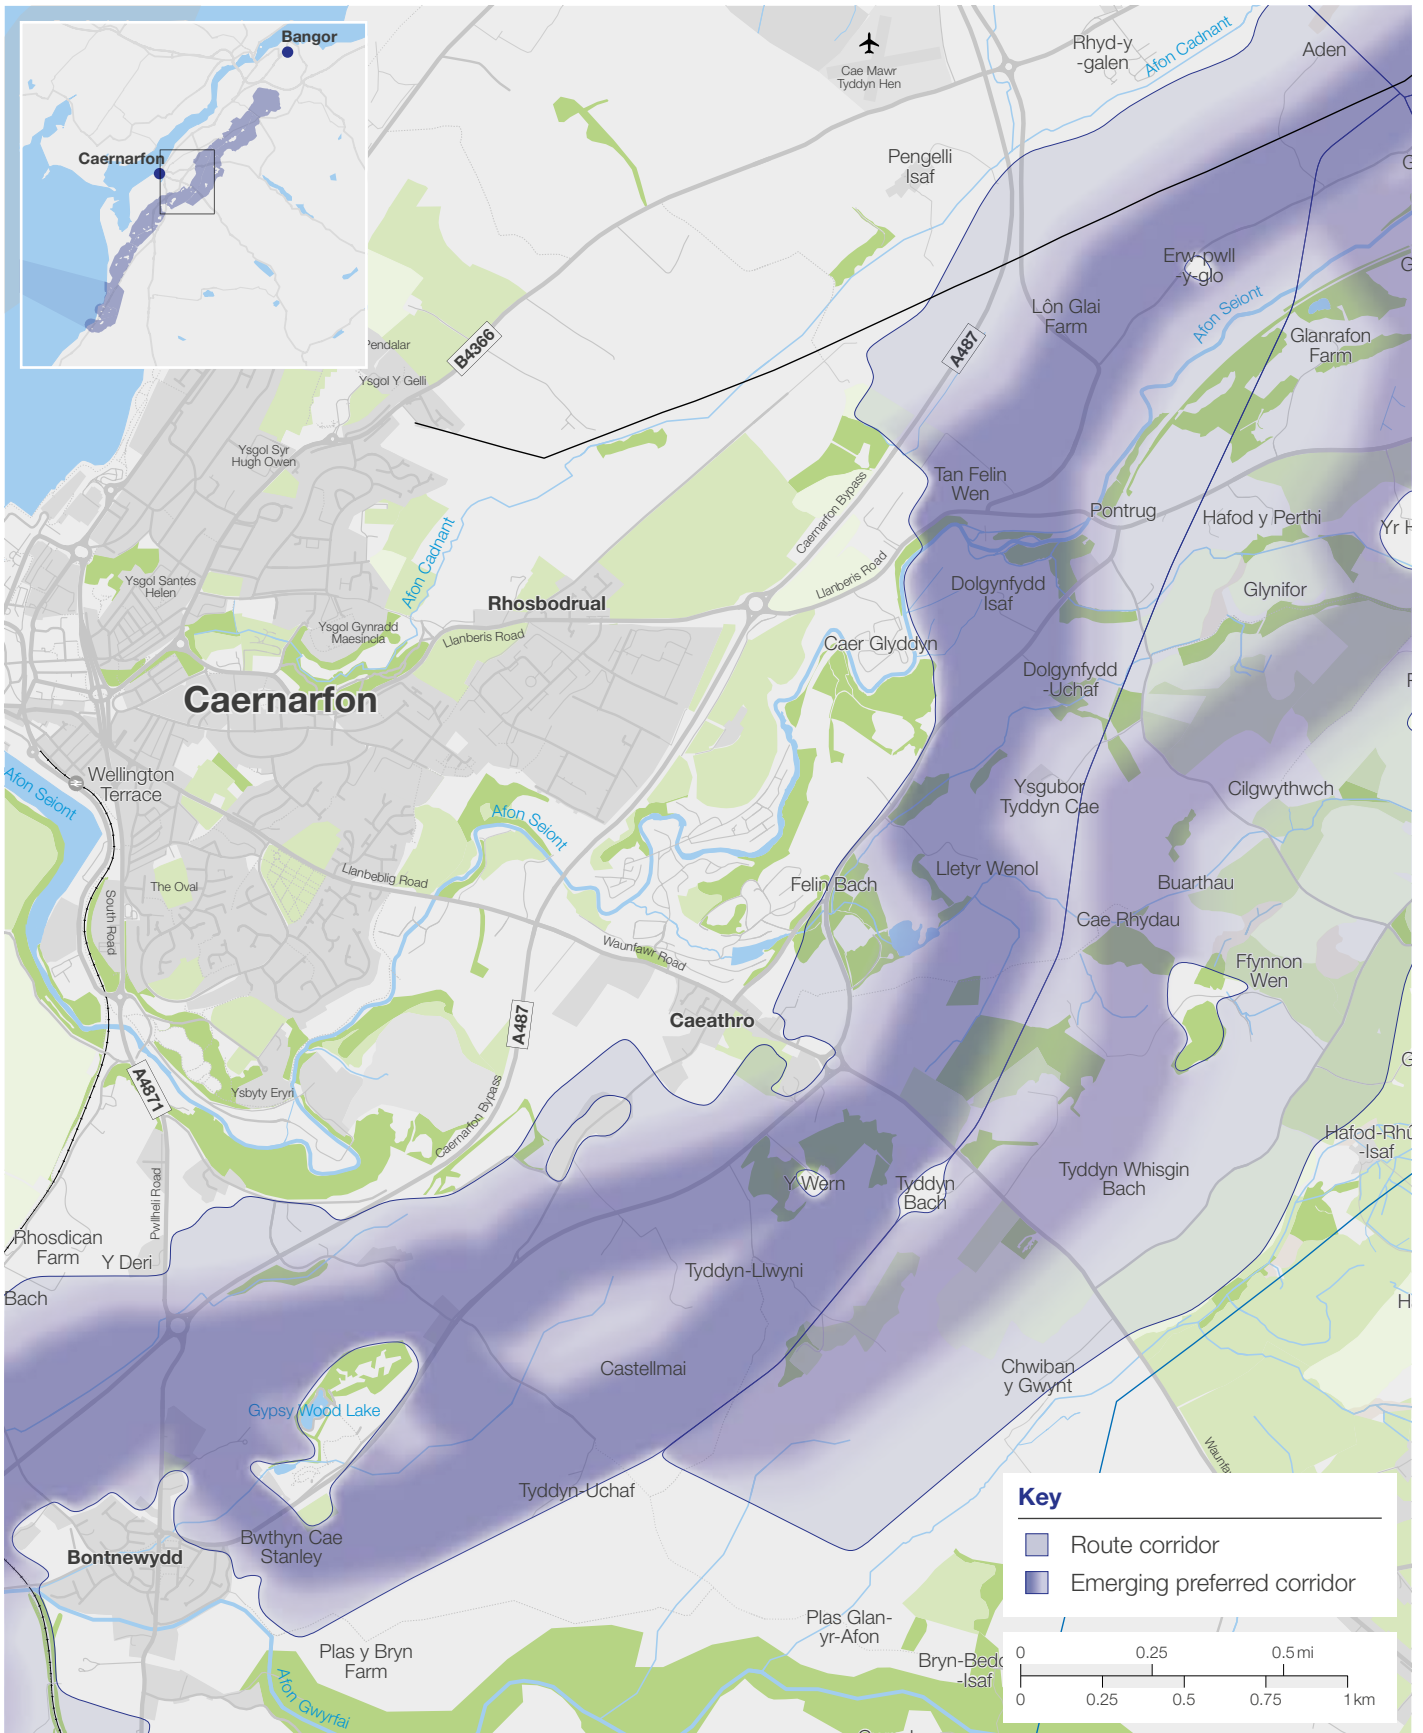 Bangor
Caernarfon
Cae Mawr
Tyddyn Hen
Rhyd-y
-galen
Afon Cadnant
Aden
Pengelli
Isaf
Erw-pwll
-y-glo
Afon Seiont
Lôn Glai
Farm
Glanrafon
Farm
B4366
A487
Pendalar
Ysgol Y Gelli
Ysgol Syr
Hugh Owen
Tan Felin
Wen
Pontrug
Hafod y Perthi
Yr H
Caernarfon Bypass
Llanberis Road
Afon Cadnant
Ysgol Santes
Helen
Ysgol Gynradd
Maesincla
Rhosbodrual
Llanberis Road
Dolgynfydd
Isaf
Glynifor
Caer Glyddyn
Dolgynfydd
-Uchaf
Caernarfon
Wellington
Terrace
Afon Seiont
Afon Seiont
Ysgubor
Tyddyn Cae
Cilgwythwch
Llanbeblig Road
The Oval
South Road
Felin Bach
Lletyr Wenol
Buarthau
Cae Rhydau
Waunfawr Road
Ffynnon
Wen
Caeathro
A487
A4871
Ysbyty Eryri
Caernarfon Bypass
Hafod-Rhû
-Isaf
Y Wern
Tyddyn
Bach
Tyddyn Whisgin
Bach
Pwllheli Road
Rhosdican
Farm
Y Deri
Bach
Tyddyn-Llwyni
Castellmai
Chwiban
y Gwynt
Gypsy Wood Lake
Waunfa
Tyddyn-Uchaf
Bwthyn Cae
Stanley
Bontnewydd
Plas y Bryn
Farm
Afon Gwyrfai
Plas Glan-
yr-Afon
Bryn-Bedd
-Isaf
Key
Route corridor
Emerging preferred corridor
0 0.25 0.5 mi
0 0.25 0.5 0.75 1 km